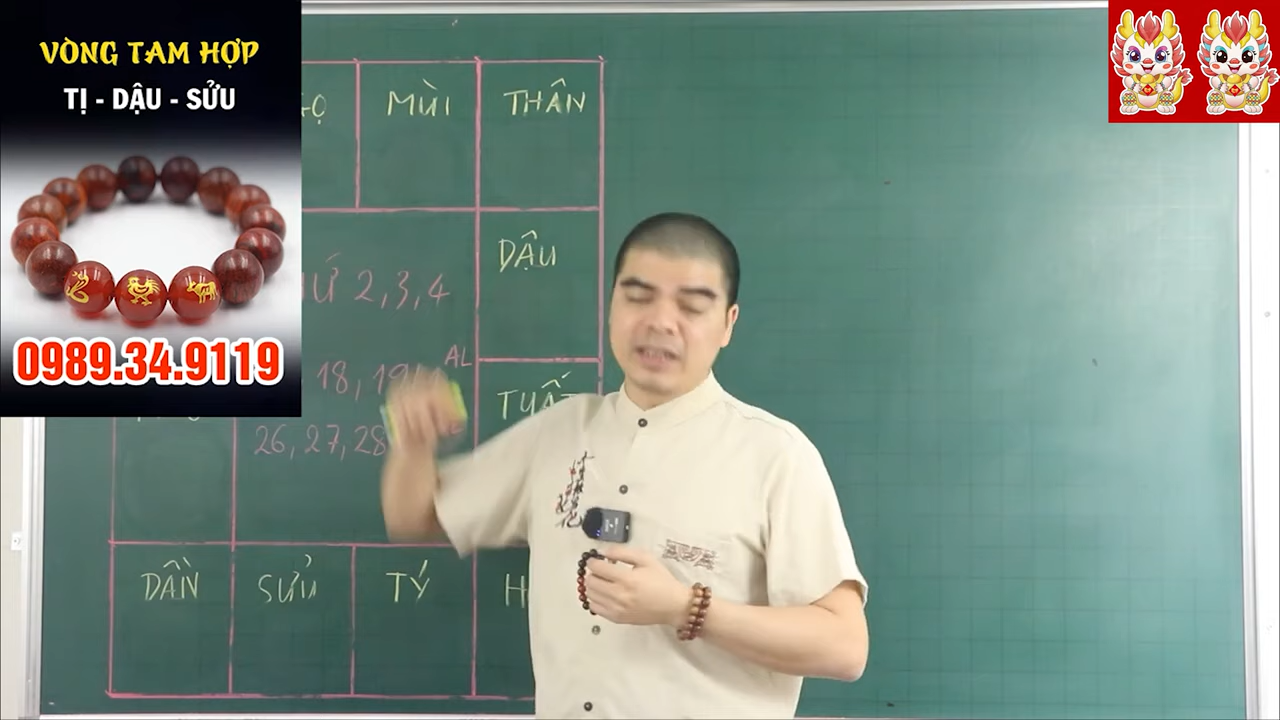 VÒNG TAM HỢP
TỊ - DẬU - SỬU
0989.34.9119
MÙI
THÂN
DẬU
2, 3, 4
AL
18, 19
TUẤT
26, 27, 28
DẦN
SỬU
TÝ
H